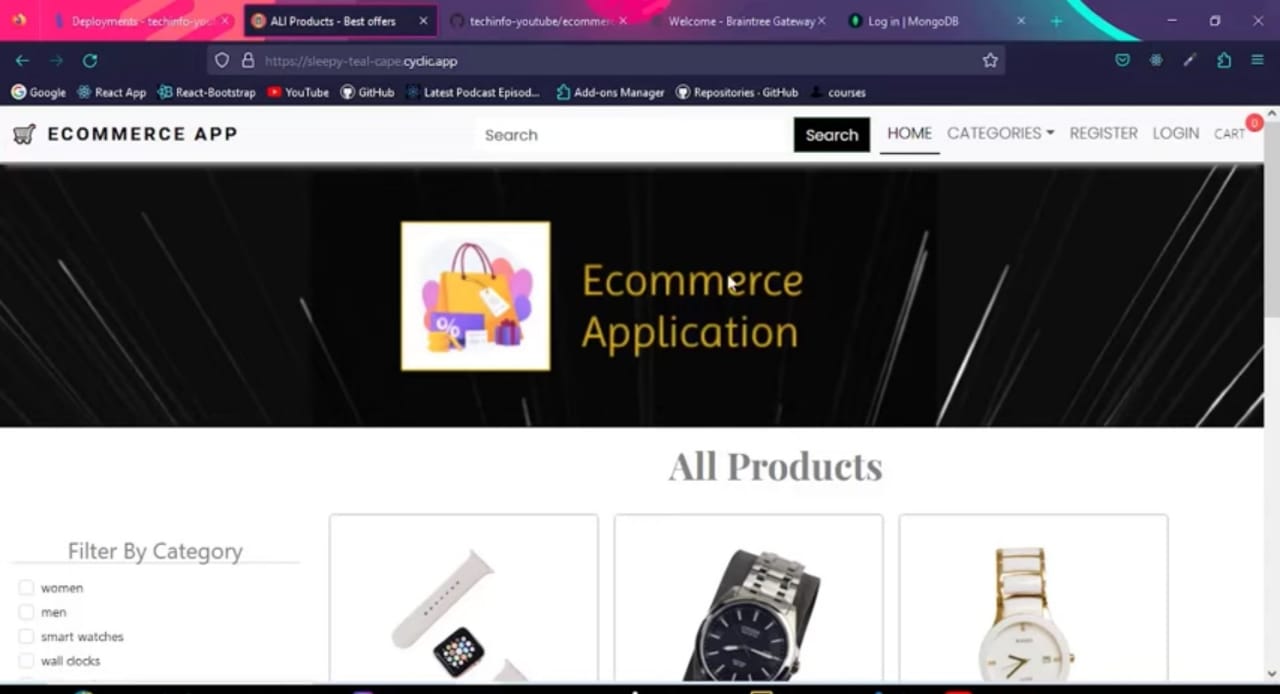 Deployments - techinfo-you
ALl Products - Best offers
techinfo-youtube/ecommer
Welcome - Braintree Gateway
Log in | MongoDB
https://sleepy-teal-cape.cyclic.app
Google
React App
React-Bootstrap
YouTube
GitHub
Latest Podcast Episod...
Add-ons Manager
Repositories · GitHub
courses
ECOMMERCE APP
Search
Search
HOME
CATEGORIES
REGISTER
LOGIN
CART
0
%
Ecommerce
Application
All Products
Filter By Category
women
men
smart watches
wall clocks